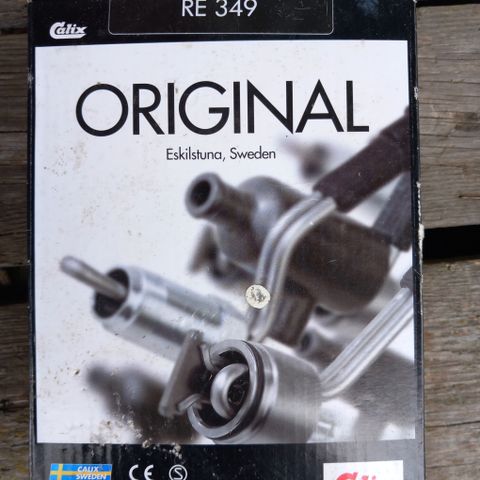 RE 349
Calix
ORIGINAL
Eskilstuna, Sweden
CALIX
SWEDEN
CE
S
Calix